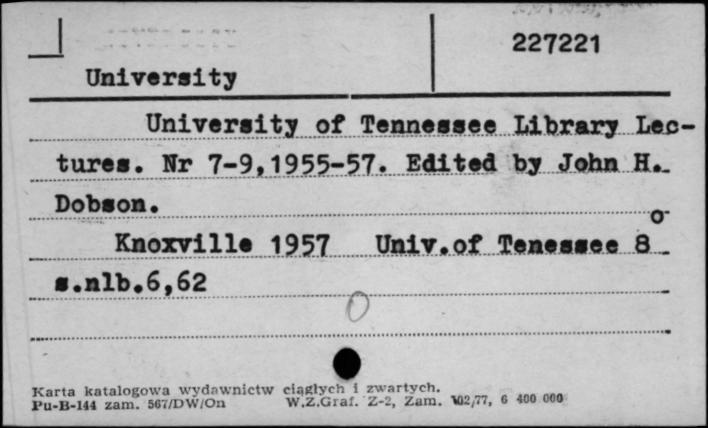 227221
University
University of Tennessee Library Lec-
tures. Nr 7-9,1955-57. Edited by John H.
Dobson.
Knoxville 1957 Univ.of Tenessee 8o
s.nlb.6,62
Karta katalogowa wydawnictw ciągłych i zwartych.
Pu-B-144 zam. 567/DW/On W.Z.Graf. Z-2, Zam. 102/77, 6 400 000